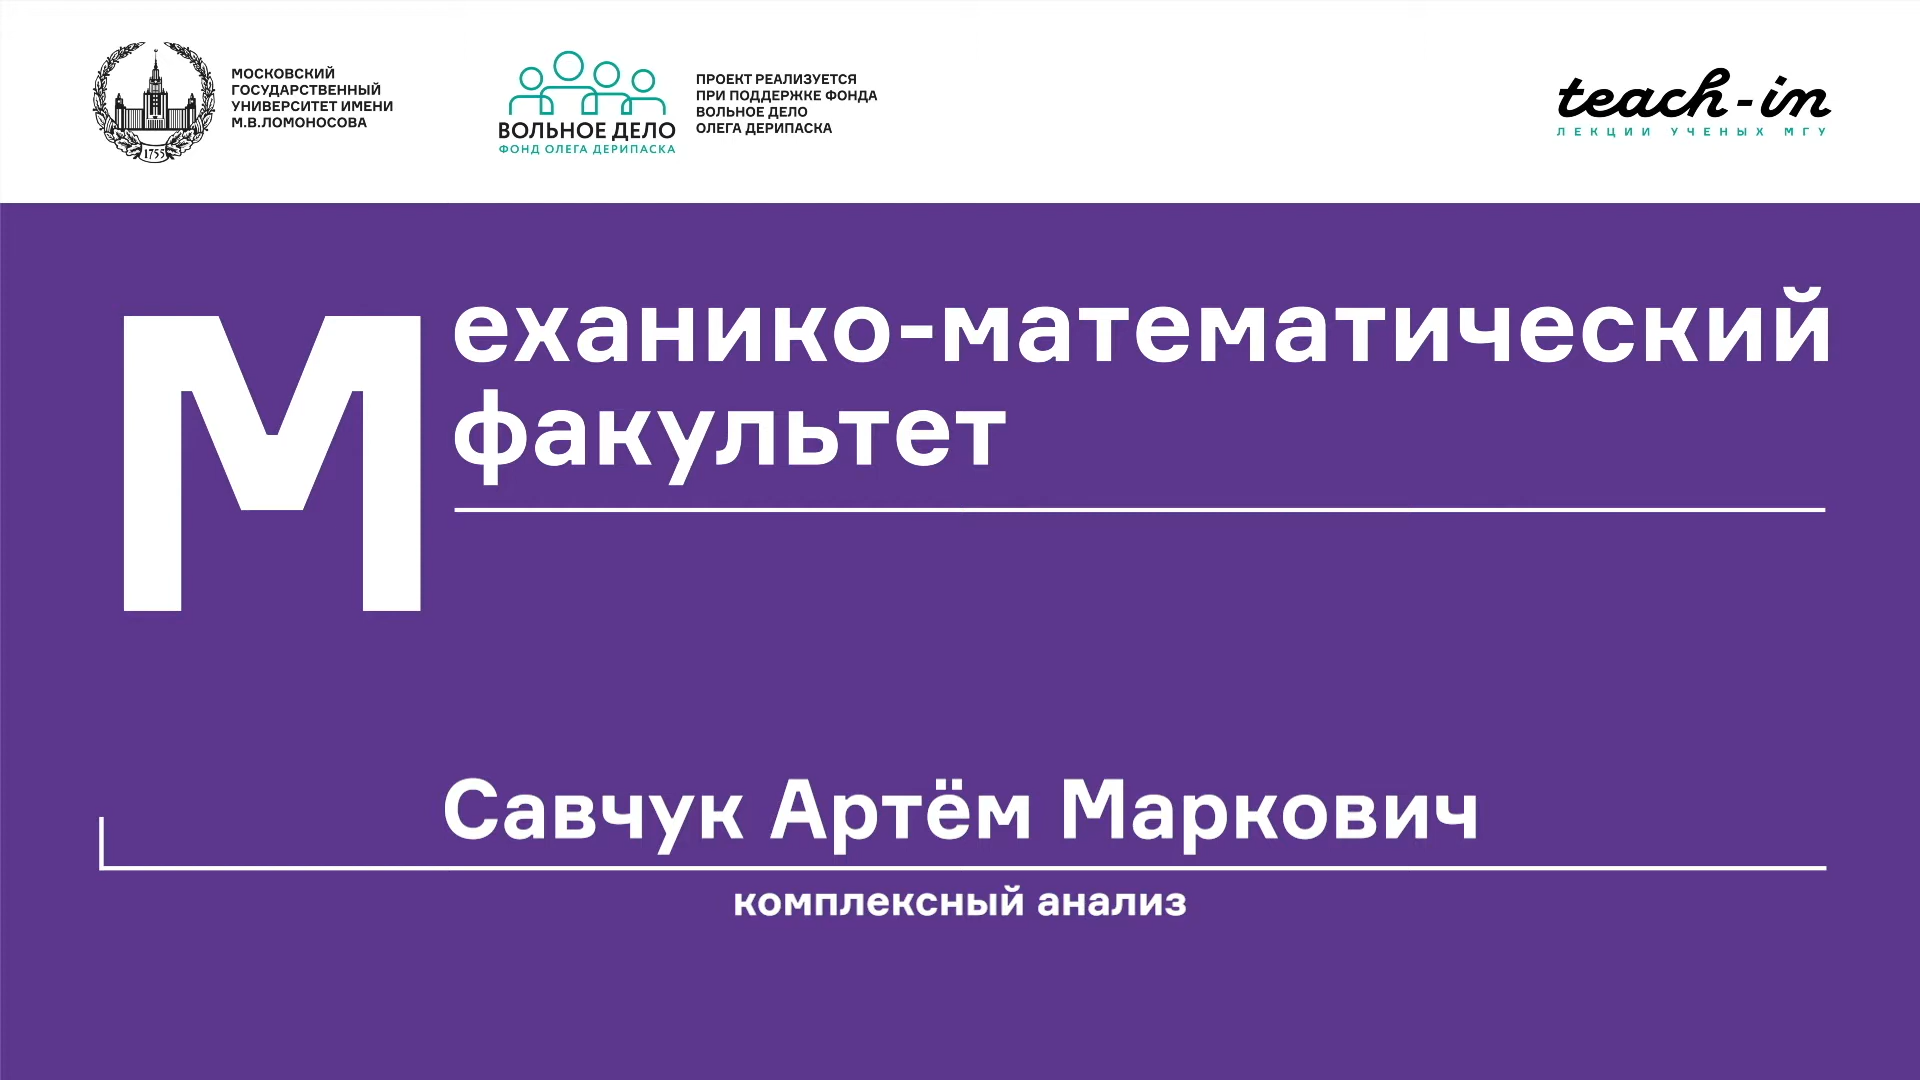 1755
МОСКОВСКИЙ
ГОСУДАРСТВЕННЫЙ
УНИВЕРСИТЕТ ИМЕНИ
М.В.ЛОМОНОСОВА
ВОЛЬНОЕ ДЕЛО
ФОНД ОЛЕГА ДЕРИПАСКА
ПРОЕКТ РЕАЛИЗУЕТСЯ
ПРИ ПОДДЕРЖКЕ ФОНДА
ВОЛЬНОЕ ДЕЛО
ОЛЕГА ДЕРИПАСКА
teach-in
ЛЕКЦИИ УЧЕНЫХ МГУ
Механико-математический
факультет
Савчук Артём Маркович
комплексный анализ